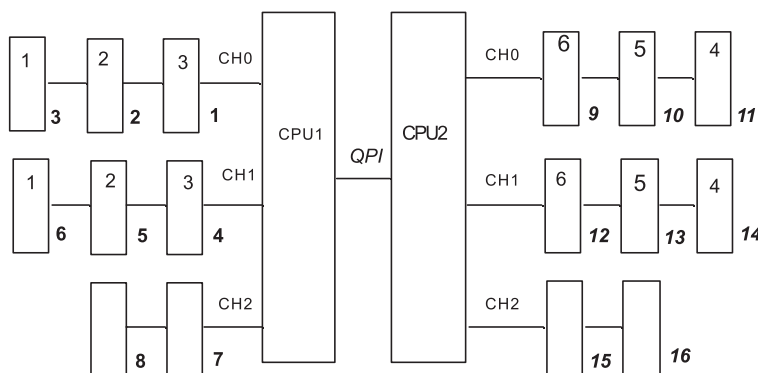 1 2 3 CH0 CH0 6 5 4
3 2 1 9 10 11
CPU1 QPI CPU2
1 2 3 CH1 CH1 6 5 4
6 5 4 12 13 14
CH2 CH2
8 7 15 16